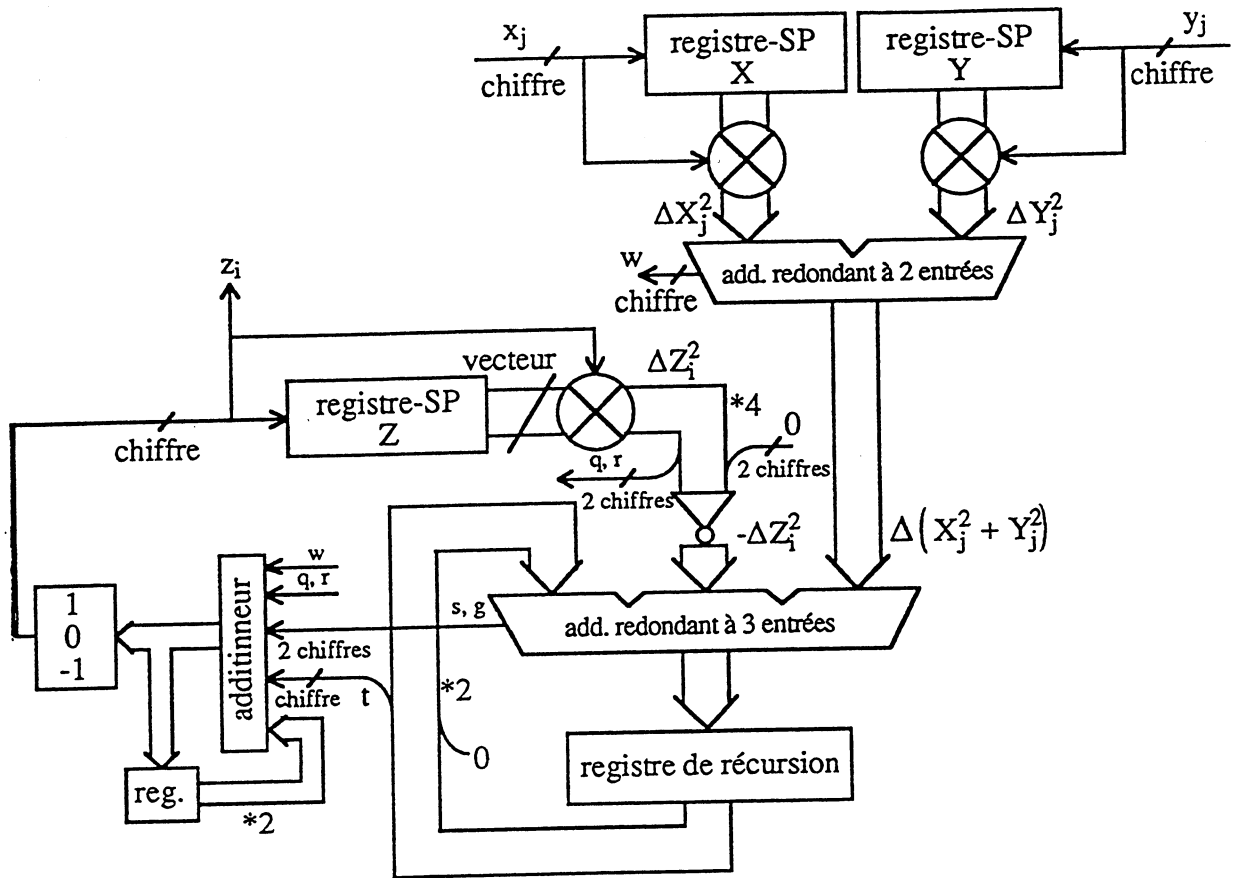 x_j
chiffre
registre-SP
X
registre-SP
Y
y_j
chiffre
ΔX_j^2
ΔY_j^2
w
chiffre
add. redondant à 2 entrées
z_i
vecteur
ΔZ_i^2
registre-SP
Z
chiffre
*4
0
q, r
2 chiffres
2 chiffres
-ΔZ_i^2
Δ(X_j^2 + Y_j^2)
w
q, r
1
0
-1
additinneur
s, g
2 chiffres
add. redondant à 3 entrées
chiffre
t
*2
0
registre de récursion
reg.
*2